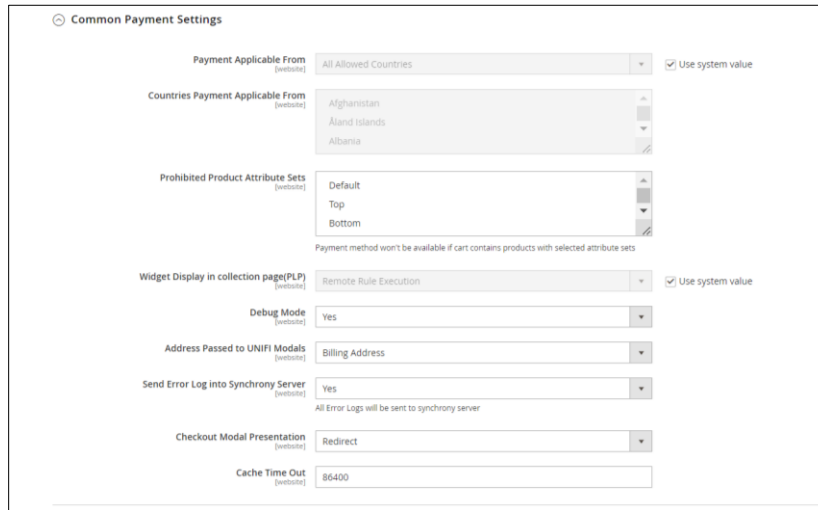 Common Payment Settings
Payment Applicable From
[website]
All Allowed Countries
Use system value
Countries Payment Applicable From
[website]
Afghanistan
Åland Islands
Albania
Prohibited Product Attribute Sets
[website]
Default
Top
Bottom
Payment method won't be available if cart contains products with selected attribute sets
Widget Display in collection page(PLP)
[website]
Remote Rule Execution
Use system value
Debug Mode
[website]
Yes
Address Passed to UNIFI Modals
[website]
Billing Address
Send Error Log into Synchrony Server
[website]
Yes
All Error Logs will be sent to synchrony server
Checkout Modal Presentation
[website]
Redirect
Cache Time Out
[website]
86400